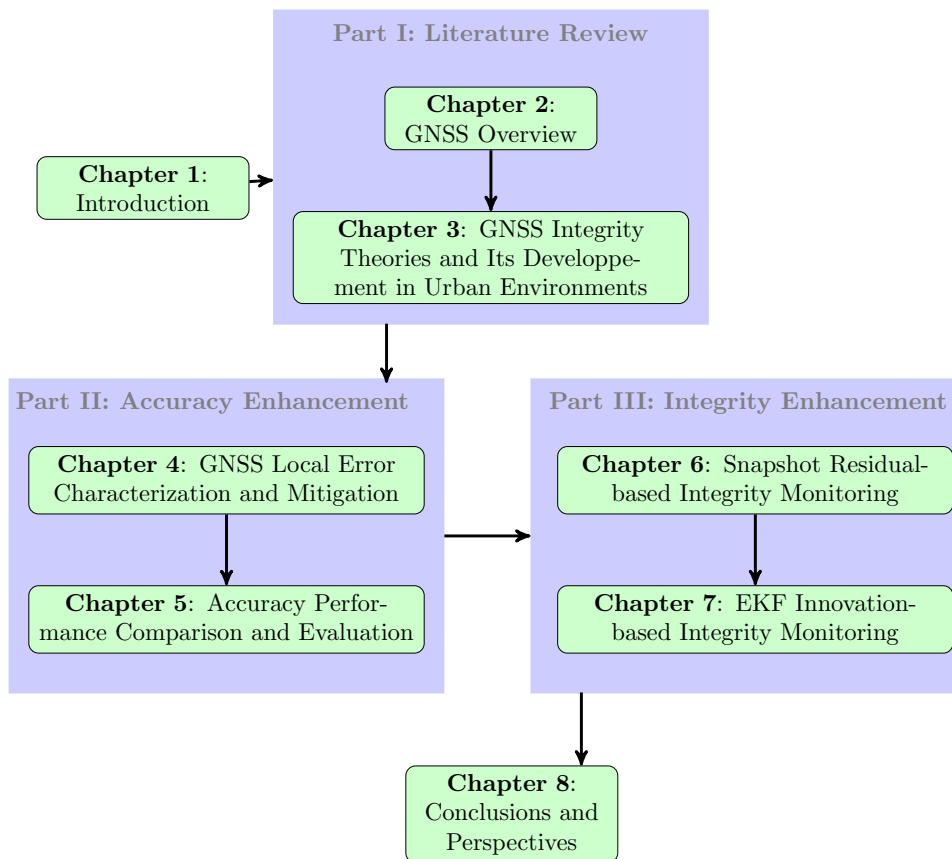 Part I: Literature Review
Chapter 2:
GNSS Overview
Chapter 1:
Introduction
Chapter 3: GNSS Integrity
Theories and Its Developpe-
ment in Urban Environments
Part II: Accuracy Enhancement
Chapter 4: GNSS Local Error
Characterization and Mitigation
Chapter 5: Accuracy Perfor-
mance Comparison and Evaluation
Part III: Integrity Enhancement
Chapter 6: Snapshot Residual-
based Integrity Monitoring
Chapter 7: EKF Innovation-
based Integrity Monitoring
Chapter 8:
Conclusions and
Perspectives